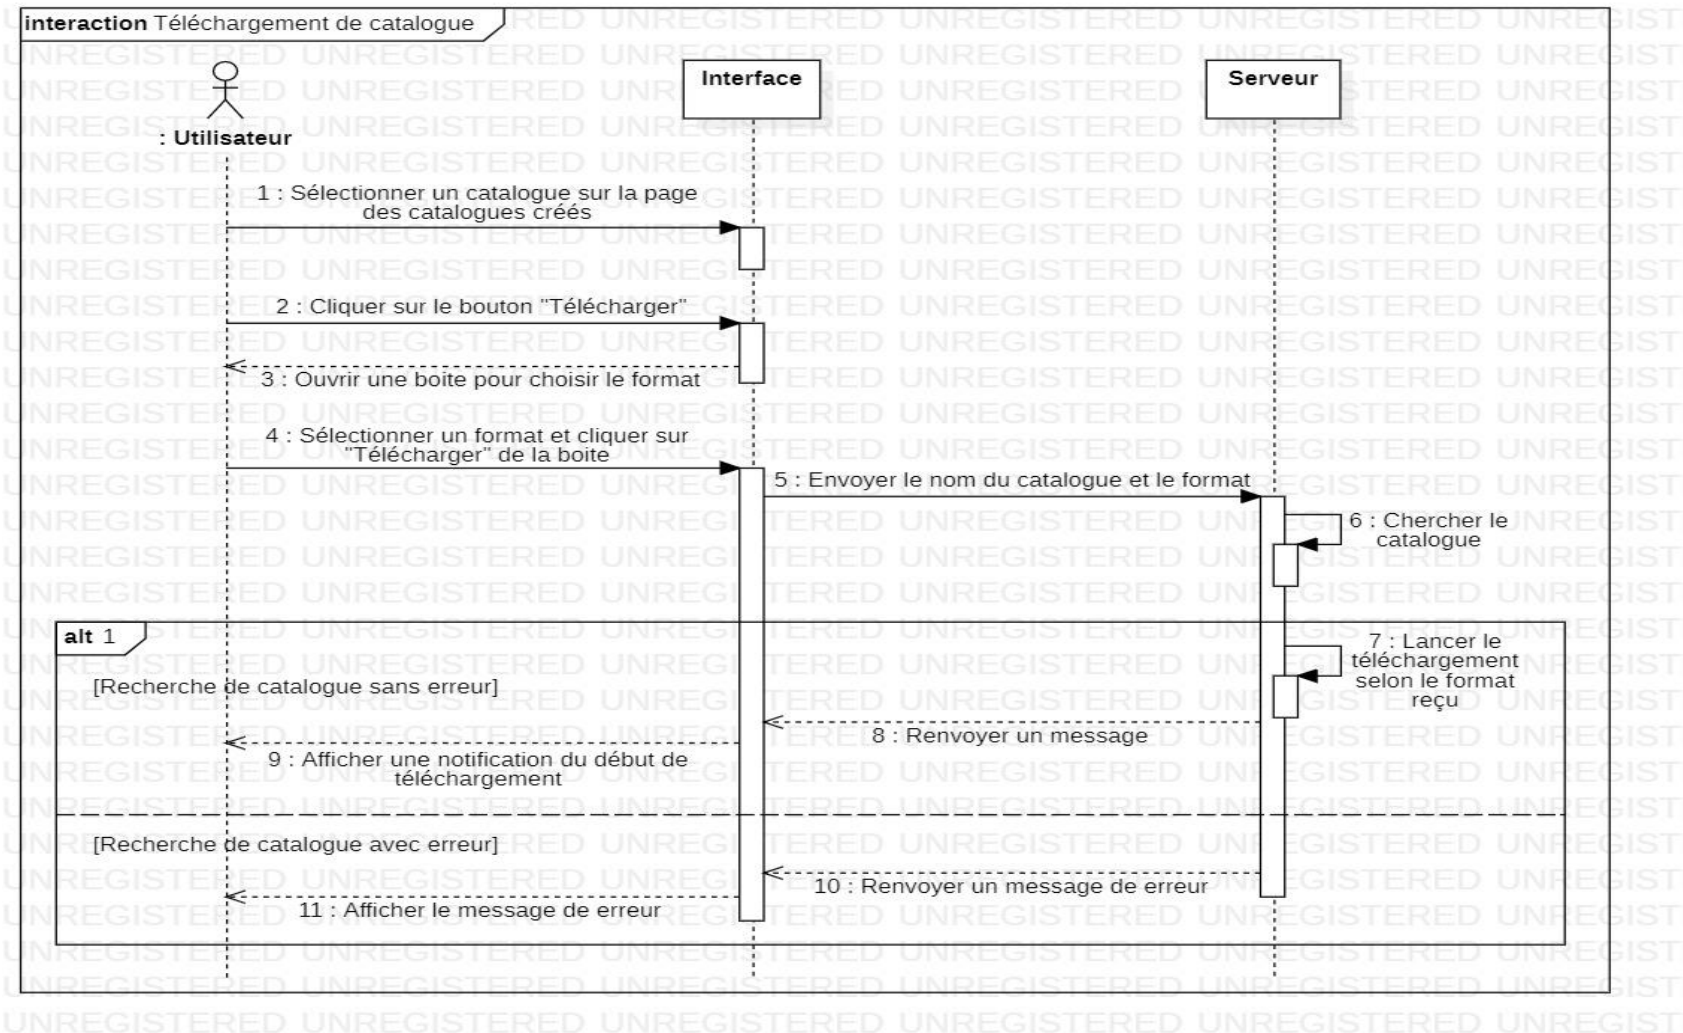 interaction Téléchargement de catalogue
Interface
Serveur
: Utilisateur
1 : Sélectionner un catalogue sur la page
des catalogues créés
2 : Cliquer sur le bouton "Télécharger"
3 : Ouvrir une boite pour choisir le format
4 : Sélectionner un format et cliquer sur
"Télécharger" de la boite
5 : Envoyer le nom du catalogue et le format
6 : Chercher le
catalogue
alt 1
7 : Lancer le
téléchargement
selon le format
reçu
[Recherche de catalogue sans erreur]
8 : Renvoyer un message
9 : Afficher une notification du début de
téléchargement
[Recherche de catalogue avec erreur]
10 : Renvoyer un message de erreur
11 : Afficher le message de erreur
UNREGISTERED